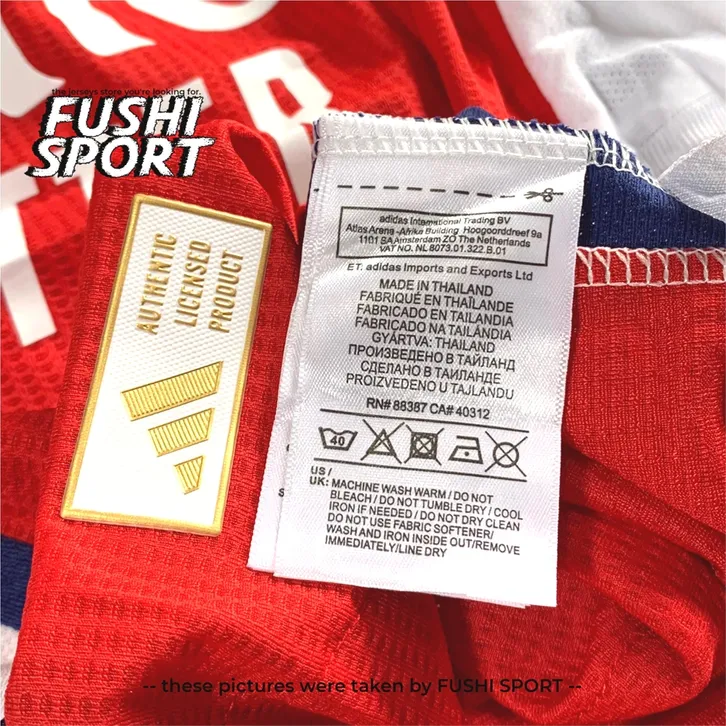 the jerseys store you're looking for.
FUSHI
SPORT
AUTHENTIC
LICENSED
PRODUCT
adidas International Trading BV
Atlas Arena -Afrike Building Hoogoorddreef 9a
1101 BA Amsterdam ZO The Netherlands
VAT NO. NL8073.01.322.B.01
ET. adidas Imports and Exports Ltd
MADE IN THAILAND
FABRIQUÉ EN THAÏLANDE
FABRICADO EN TAILANDIA
FABRICADO NA TAILÂNDIA
GYÁRTVA: THAILAND
ПРОИЗВЕДЕНО В ТАЙЛАНД
СДЕЛАНО В ТАИЛАНДЕ
PROIZVEDENO U TAJLANDU
RN# 88387 CA# 40312
40
US /
UK: MACHINE WASH WARM / DO NOT
BLEACH / DO NOT TUMBLE DRY / COOL
IRON IF NEEDED / DO NOT DRY CLEAN
DO NOT USE FABRIC SOFTENER/
WASH AND IRON INSIDE OUT/REMOVE
IMMEDIATELY/LINE DRY
-- these pictures were taken by FUSHI SPORT --